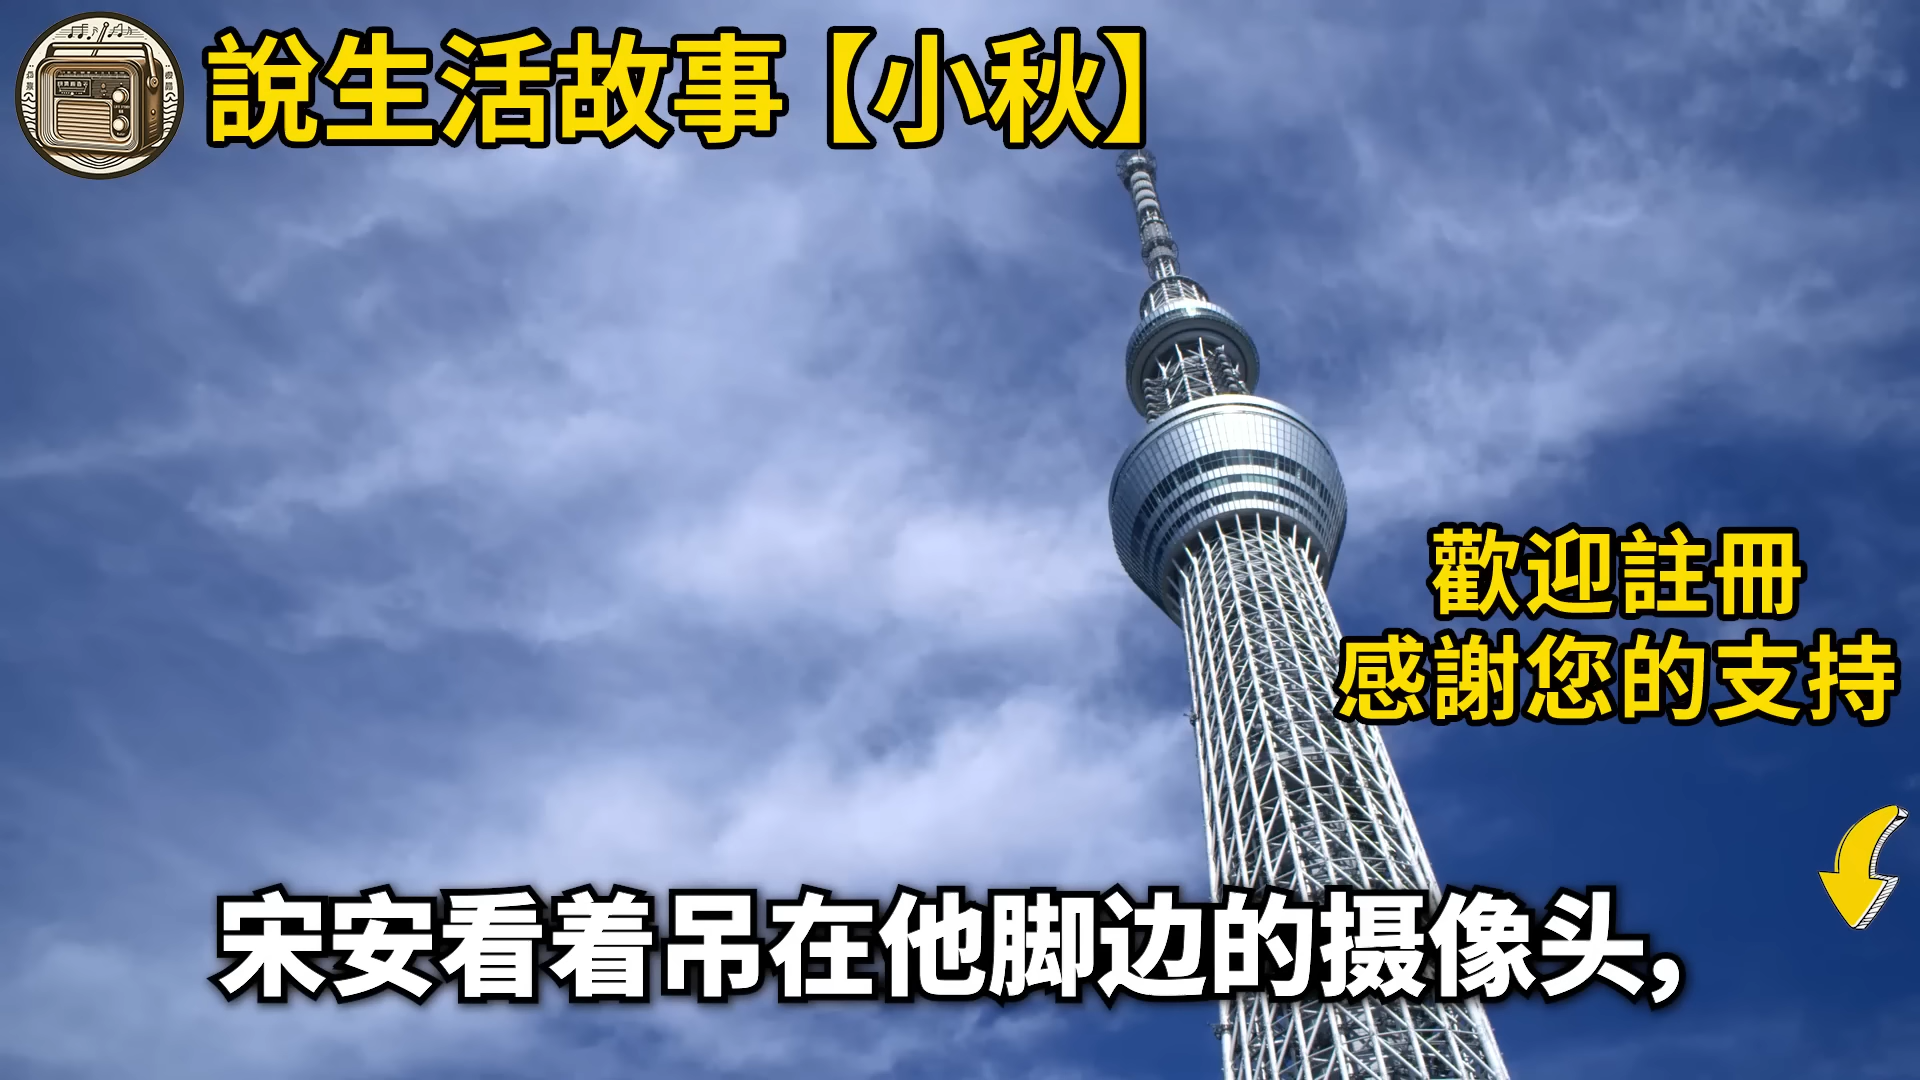 說生活故事【小秋】
歡迎註冊
感謝您的支持
宋安看着吊在他脚边的摄像头,